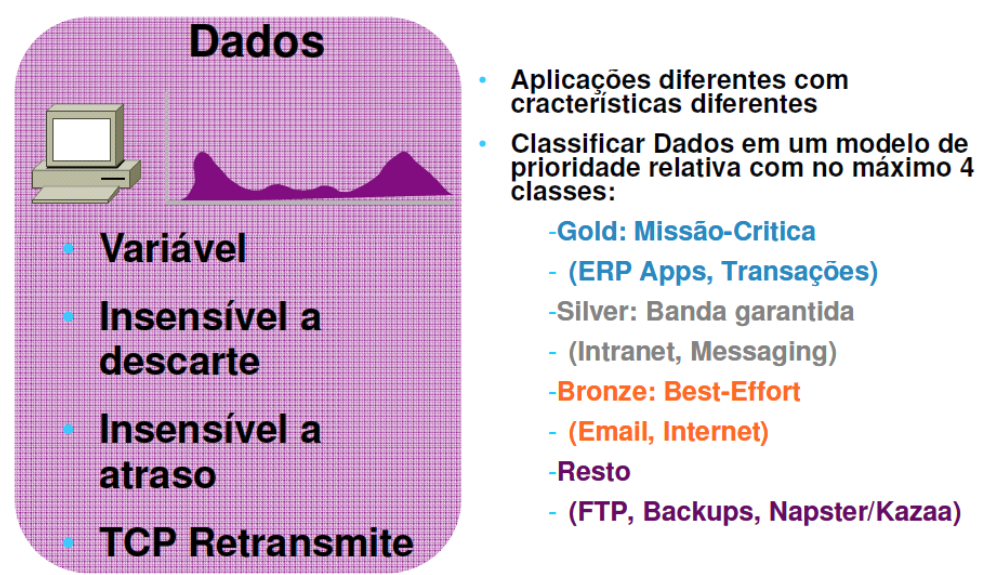 Dados
• Variável
• Insensível a
descarte
• Insensível a
atraso
• TCP Retransmite
• Aplicações diferentes com
cracterísticas diferentes
• Classificar Dados em um modelo de
prioridade relativa com no máximo 4
classes:
-Gold: Missão-Critica
- (ERP Apps, Transações)
-Silver: Banda garantida
- (Intranet, Messaging)
-Bronze: Best-Effort
- (Email, Internet)
-Resto
- (FTP, Backups, Napster/Kazaa)